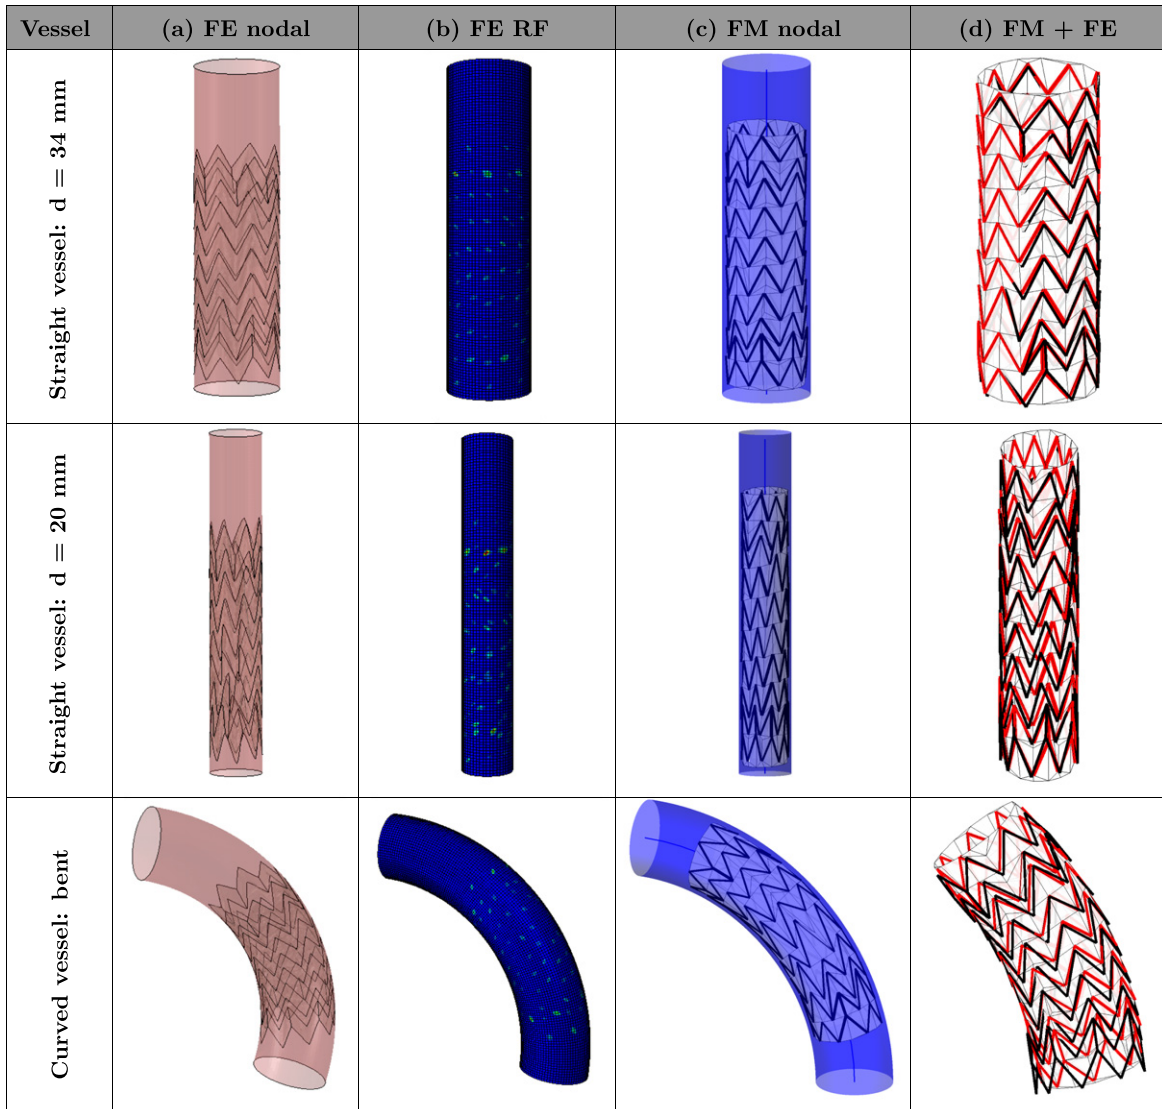 Vessel
(a) FE nodal
(b) FE RF
(c) FM nodal
(d) FM + FE
Straight vessel: d = 34 mm
Straight vessel: d = 20 mm
Curved vessel: bent